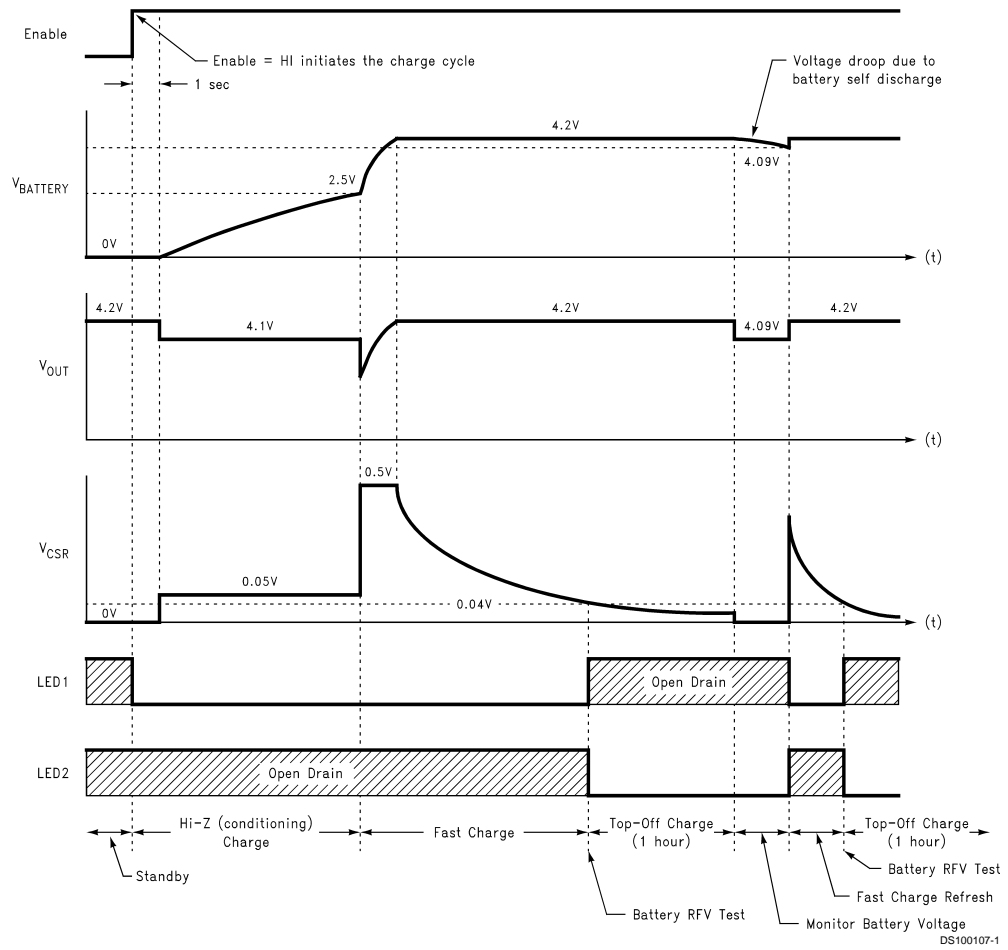 Enable
Enable = HI initiates the charge cycle
1 sec
Voltage droop due to
battery self discharge
4.2V
4.09V
2.5V
VBATTERY
0V
(t)
4.2V
4.1V
4.2V
4.09V
4.2V
VOUT
(t)
0.5V
VCSR
0.05V
0.04V
0V
(t)
LED1
Open Drain
LED2
Open Drain
Hi-Z (conditioning)
Charge
Fast Charge
Top-Off Charge
(1 hour)
Top-Off Charge
(1 hour)
Standby
Battery RFV Test
Fast Charge Refresh
Battery RFV Test
Monitor Battery Voltage
DS100107-1